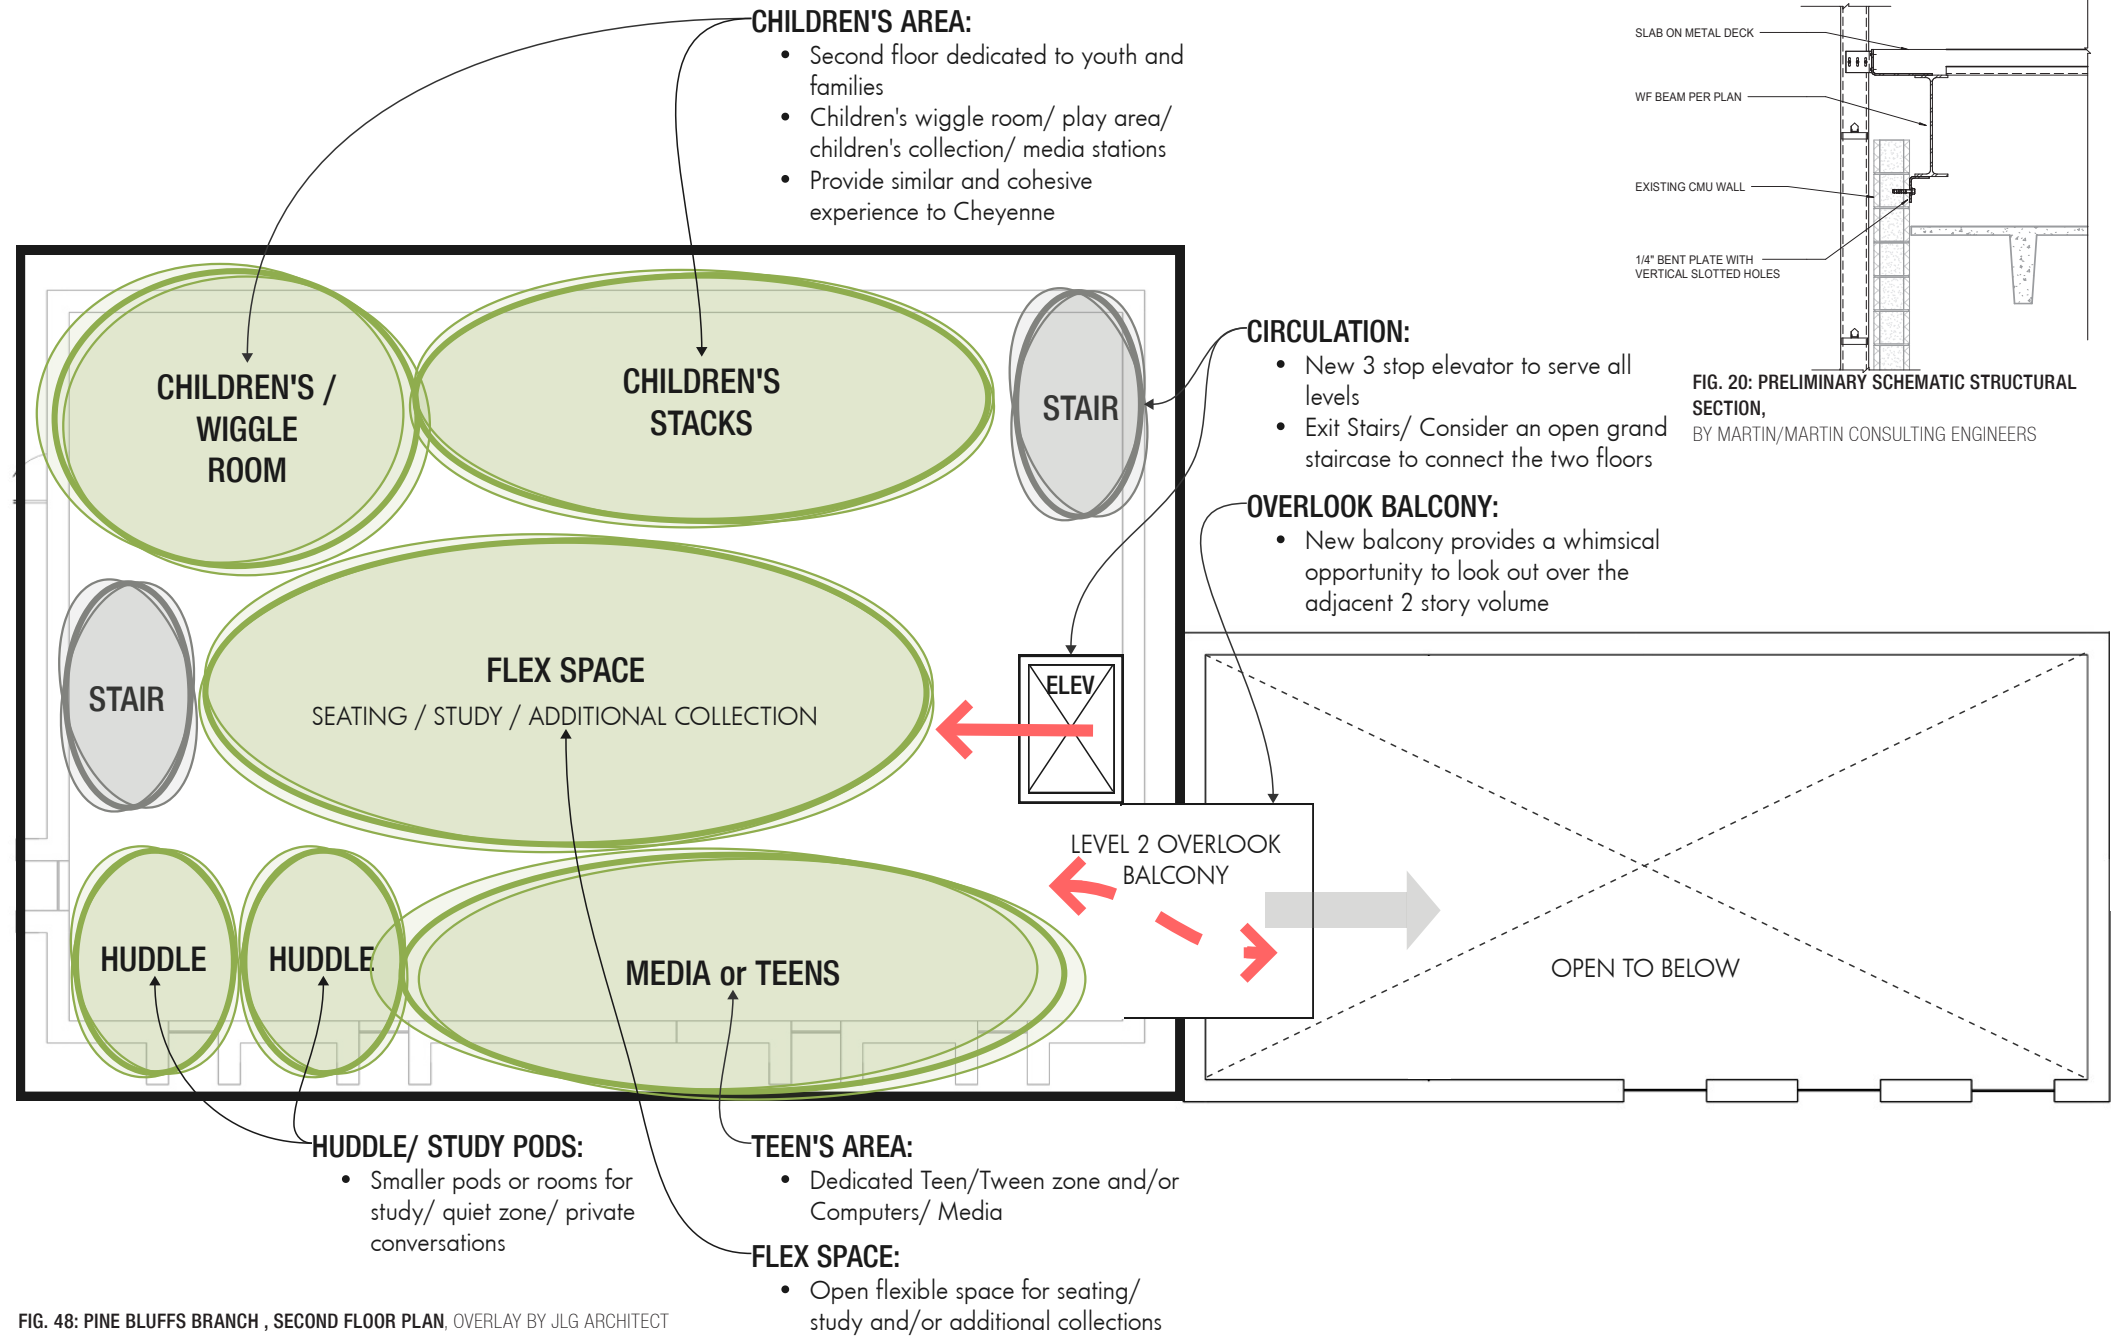 CHILDREN'S AREA:
• Second floor dedicated to youth and
families
• Children's wiggle room/ play area/
children's collection/ media stations
• Provide similar and cohesive
experience to Cheyenne
SLAB ON METAL DECK
WF BEAM PER PLAN
EXISTING CMU WALL
1/4" BENT PLATE WITH
VERTICAL SLOTTED HOLES
FIG. 20: PRELIMINARY SCHEMATIC STRUCTURAL
SECTION,
BY MARTIN/MARTIN CONSULTING ENGINEERS
CIRCULATION:
• New 3 stop elevator to serve all
levels
• Exit Stairs/ Consider an open grand
staircase to connect the two floors
OVERLOOK BALCONY:
• New balcony provides a whimsical
opportunity to look out over the
adjacent 2 story volume
CHILDREN'S /
WIGGLE
ROOM
CHILDREN'S
STACKS
STAIR
STAIR
FLEX SPACE
SEATING / STUDY / ADDITIONAL COLLECTION
ELEV
LEVEL 2 OVERLOOK
BALCONY
OPEN TO BELOW
HUDDLE
HUDDLE
MEDIA or TEENS
HUDDLE/ STUDY PODS:
• Smaller pods or rooms for
study/ quiet zone/ private
conversations
TEEN'S AREA:
• Dedicated Teen/Tween zone and/or
Computers/ Media
FLEX SPACE:
• Open flexible space for seating/
study and/or additional collections
FIG. 48: PINE BLUFFS BRANCH , SECOND FLOOR PLAN, OVERLAY BY JLG ARCHITECT